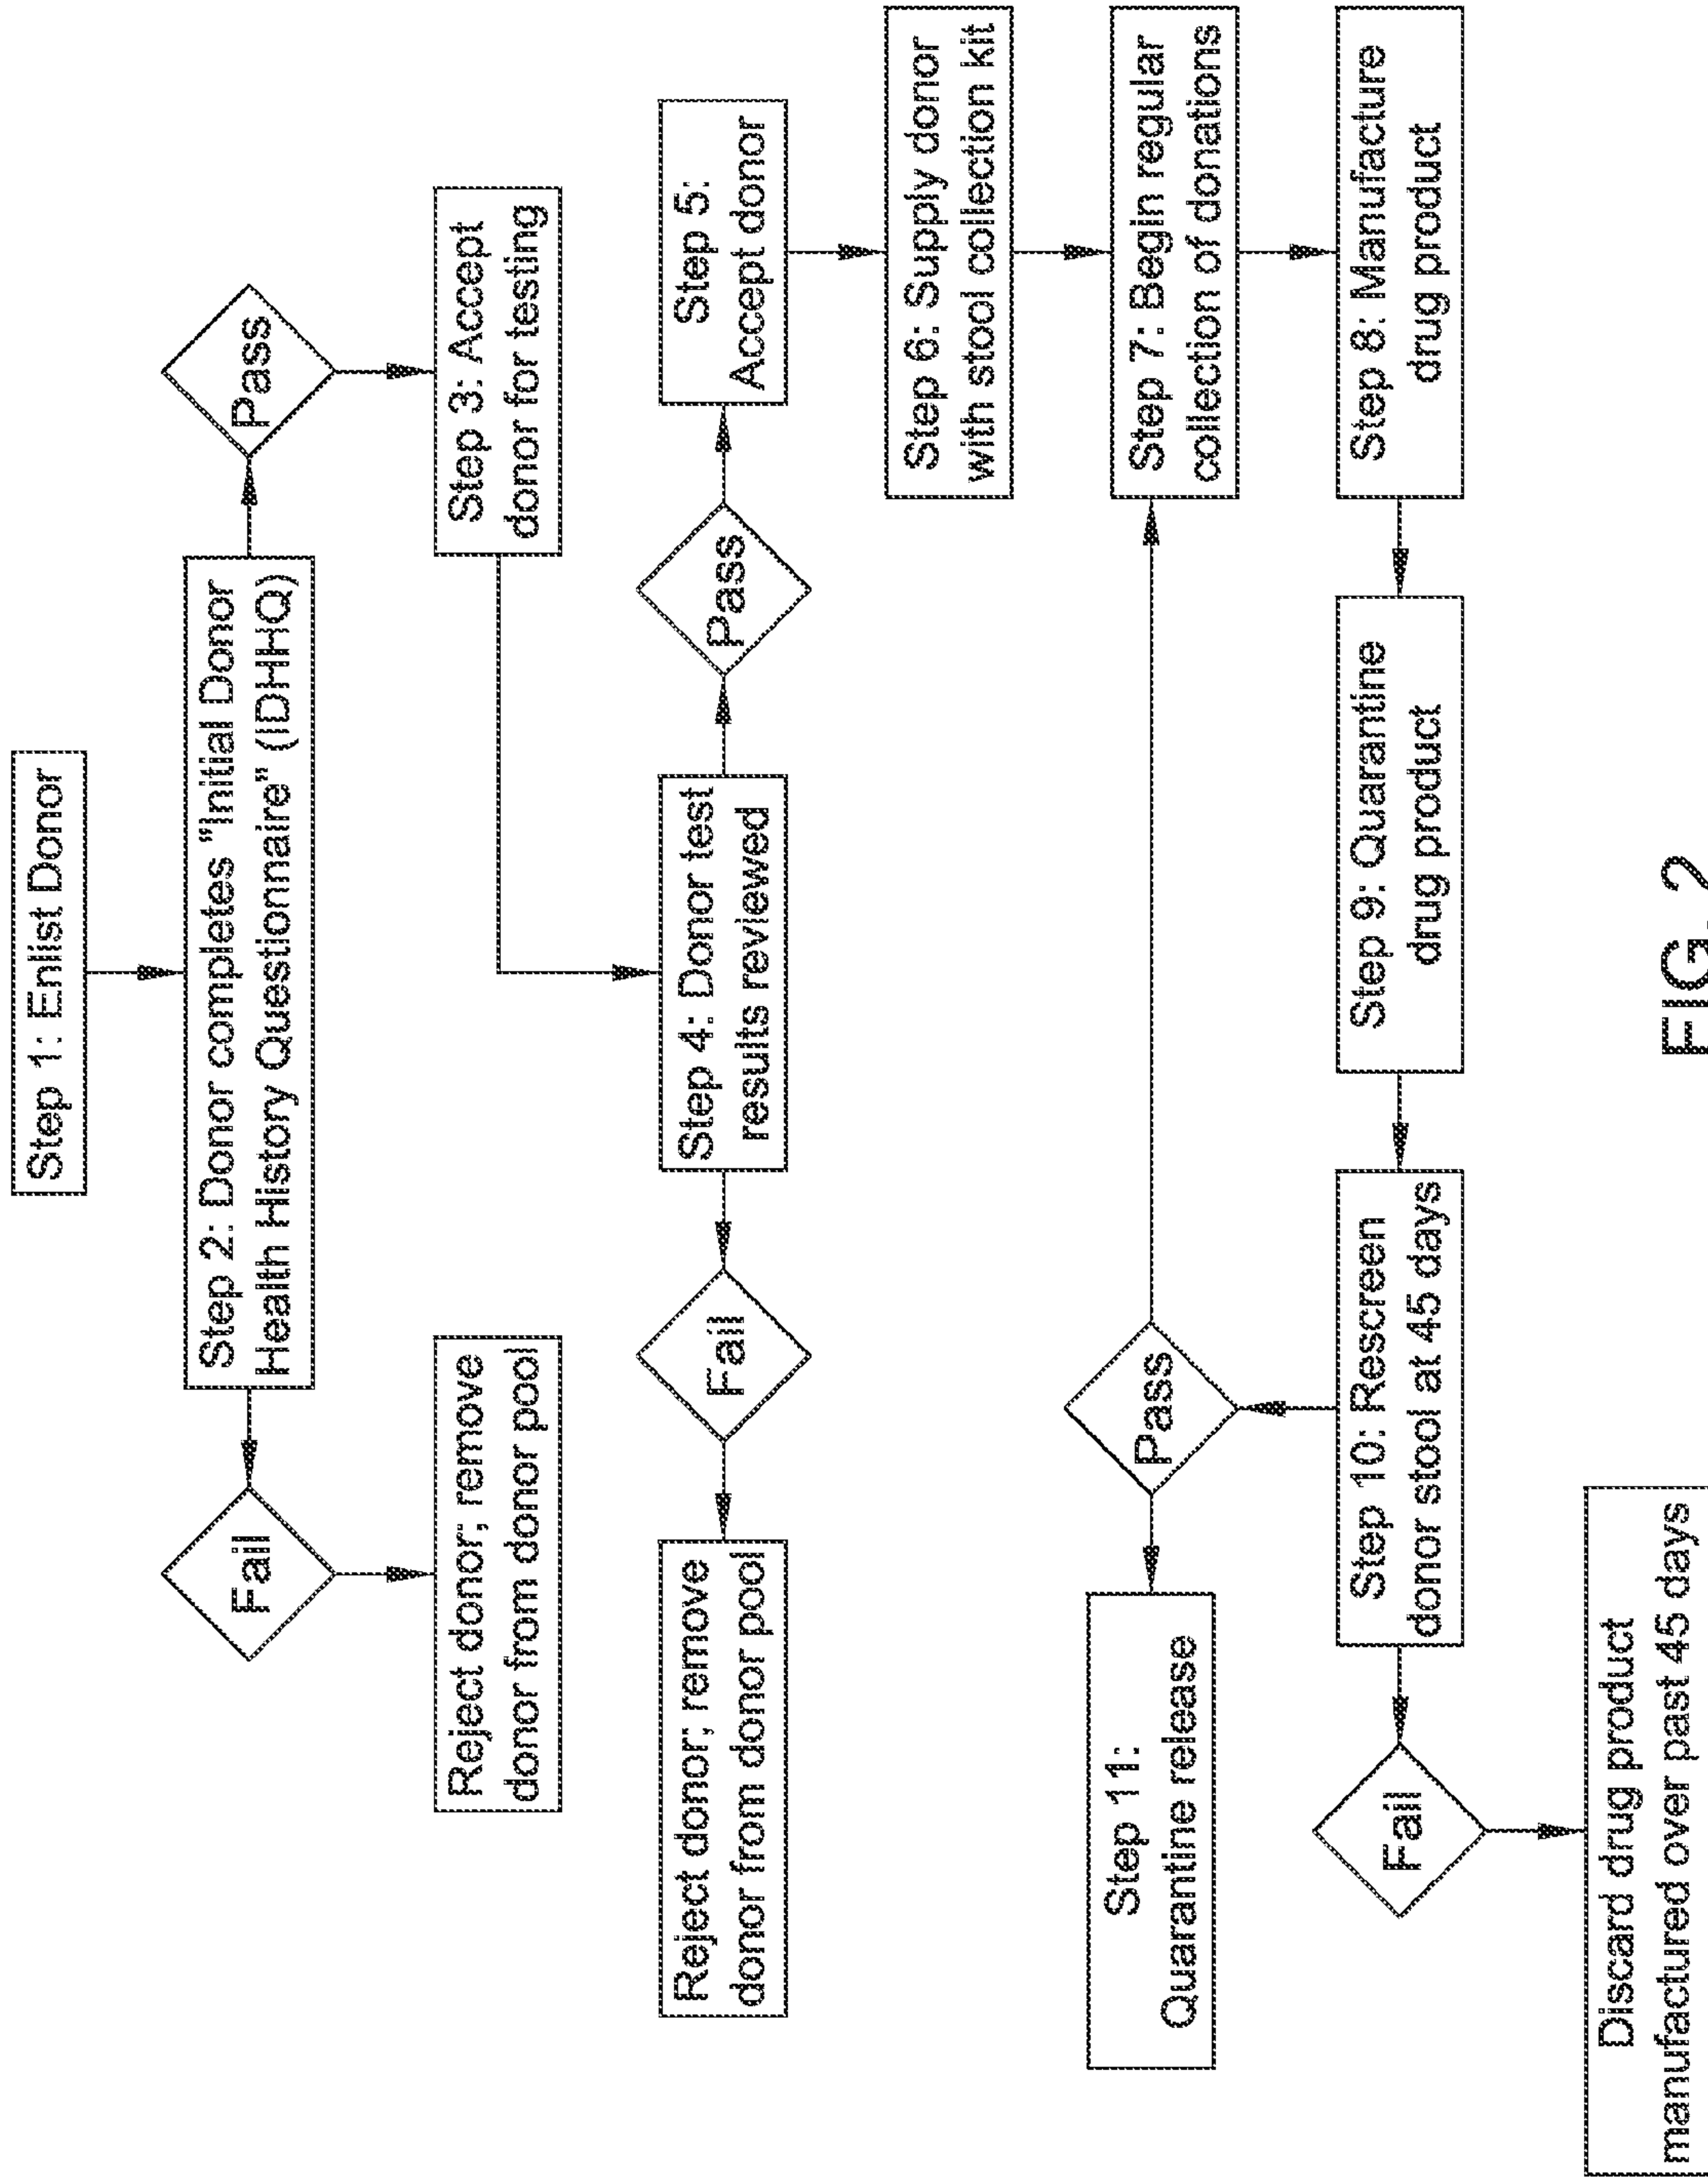 Step 1: Enlist Donor
Step 2: Donor completes "Initial Donor
Health History Questionnaire" (IDHHQ)
Fail
Pass
Reject donor; remove
donor from donor pool
Step 3: Accept
donor for testing
Reject donor; remove
donor from donor pool
Fail
Step 4: Donor test
results reviewed
Pass
Step 5:
Accept donor
Step 6: Supply donor
with stool collection kit
Step 11:
Quarantine release
Pass
Step 7: Begin regular
collection of donations
Fail
Step 10: Rescreen
donor stool at 45 days
Step 9: Quarantine
drug product
Step 8: Manufacture
drug product
Discard drug product
manufactured over past 45 days
FIG. 2